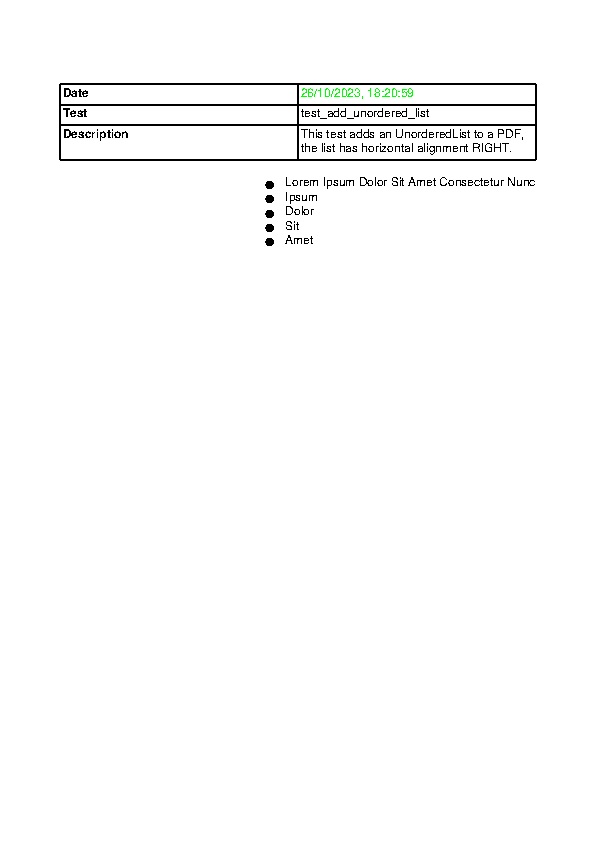 Date 26/10/2023, 18:20:59
Test test_add_unordered_list
Description This test adds an UnorderedList to a PDF,
the list has horizontal alignment RIGHT.
● Lorem Ipsum Dolor Sit Amet Consectetur Nunc
● Ipsum
● Dolor
● Sit
● Amet